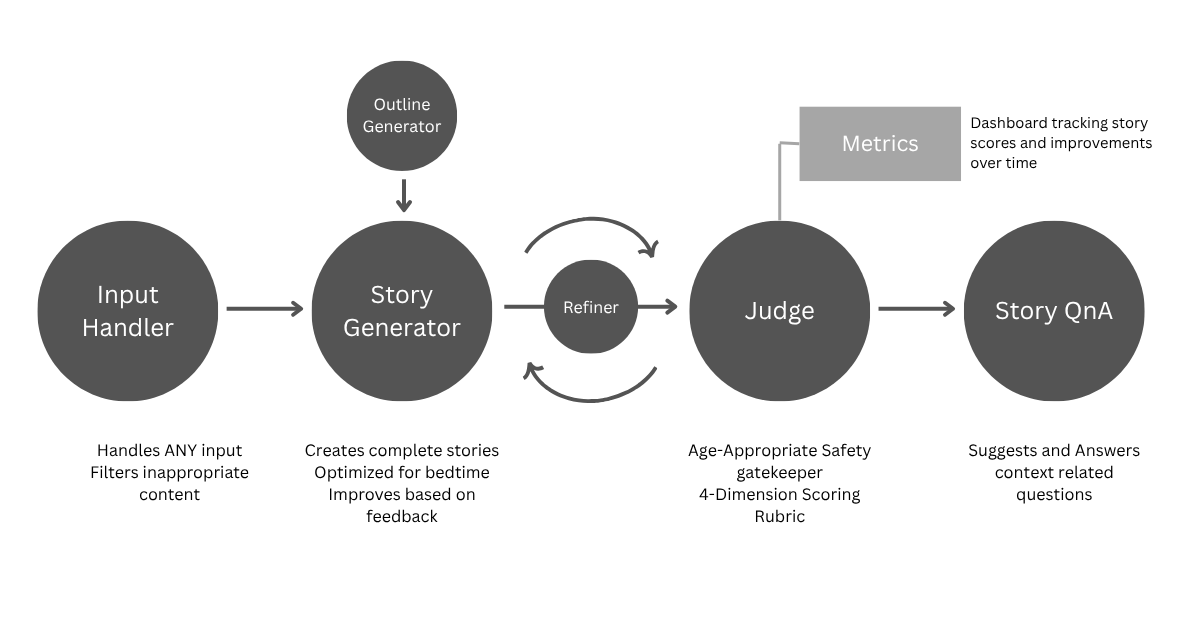 Outline
Generator
Metrics
Dashboard tracking story
scores and improvements
over time
Input
Handler
Story
Generator
Refiner
Judge
Story QnA
Handles ANY input
Filters inappropriate
content
Creates complete stories
Optimized for bedtime
Improves based on
feedback
Age-Appropriate Safety
gatekeeper
4-Dimension Scoring
Rubric
Suggests and Answers
context related
questions